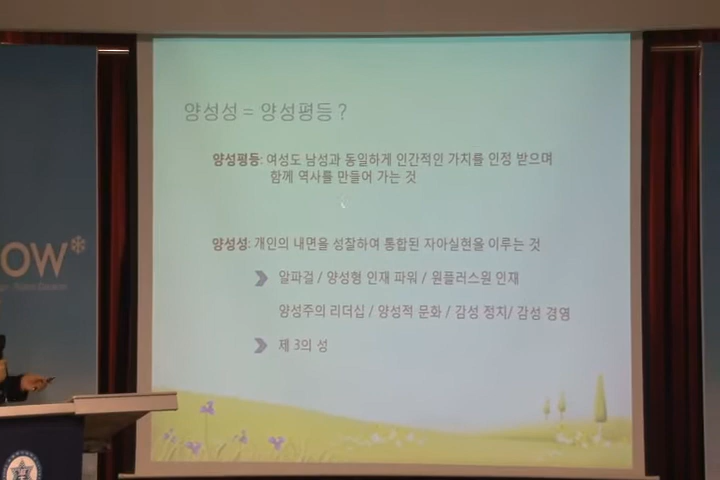 양성성 = 양성평등?
양성평등: 여성도 남성과 동일하게 인간적인 가치를 인정 받으며
함께 역사를 만들어 가는 것
양성성: 개인의 내면을 성찰하여 통합된 자아실현을 이루는 것
알파걸 / 양성형 인재 파워 / 원플러스원 인재
양성주의 리더십 / 양성적 문화 / 감성 정치/ 감성 경영
제 3의 성
OW*